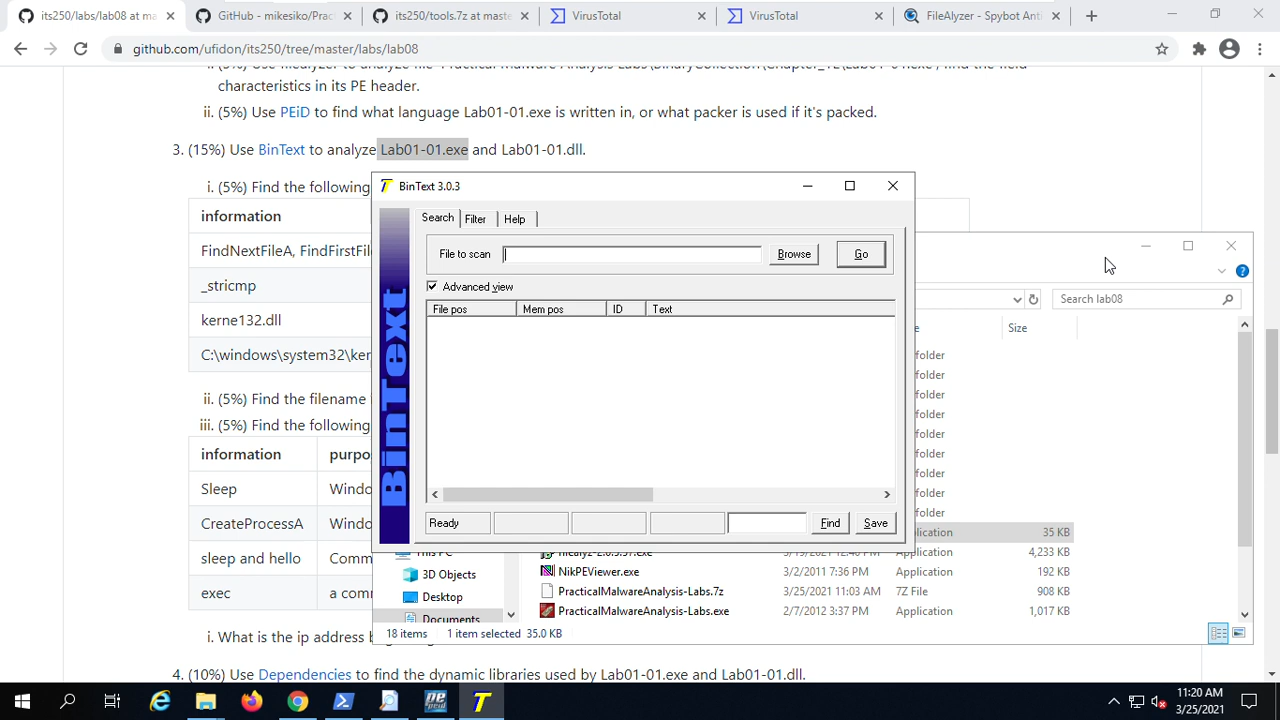 its250/labs/lab08 at ma
GitHub - mikesiko/Prac
its250/tools.7z at maste
VirusTotal
VirusTotal
FileAlyzer - Spybot Anti
github.com/ufidon/its250/tree/master/labs/lab08
characteristics in its PE header.
ii. (5%) Use PEiD to find what language Lab01-01.exe is written in, or what packer is used if it's packed.
3. (15%) Use BinText to analyze Lab01-01.exe and Lab01-01.dll.
i. (5%) Find the following
information
FindNextFileA, FindFirstFile
_stricmp
kerne132.dll
C:\windows\system32\ker
ii. (5%) Find the filename
iii. (5%) Find the following
information purpo
Sleep Windo
CreateProcessA Windo
sleep and hello Comm
exec a com
i. What is the ip address b
4. (10%) Use Dependencies to find the dynamic libraries used by Lab01-01.exe and Lab01-01.dll.
BinText 3.0.3
BinText
Search Filter Help
File to scan Browse Go
Advanced view
File pos Mem pos ID Text
Ready Find Save
Search lab08
e Size
folder
folder
folder
folder
folder
folder
folder
folder
folder
plication 35 KB
Application 4,233 KB
NikPEViewer.exe 3/2/2011 7:36 PM Application 192 KB
PracticalMalwareAnalysis-Labs.7z 3/25/2021 11:03 AM 7Z File 908 KB
PracticalMalwareAnalysis-Labs.exe 2/7/2012 3:37 PM Application 1,017 KB
This PC
3D Objects
Desktop
Documents
18 items 1 item selected 35.0 KB
11:20 AM
3/25/2021